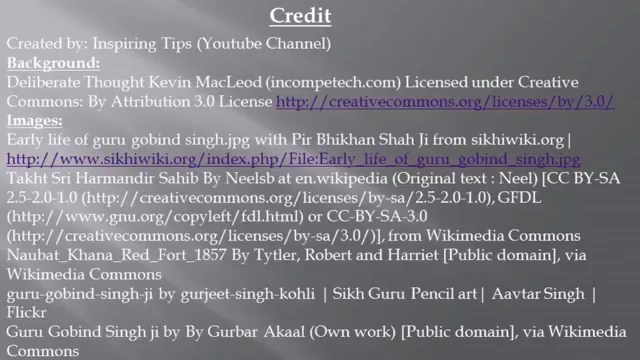 Credit
Created by: Inspiring Tips (Youtube Channel)
Background:
Deliberate Thought Kevin MacLeod (incompetech.com) Licensed under Creative
Commons: By Attribution 3.0 License http://creativecommons.org/licenses/by/3.0/
Images:
Early life of guru gobind singh.jpg with Pir Bhikhan Shah Ji from sikhiwiki.org|
http://www.sikhiwiki.org/index.php/File:Early_life_of_guru_gobind_singh.jpg
Takht Sri Harmandir Sahib By Neelsb at en.wikipedia (Original text : Neel) [CC BY-SA
2.5-2.0-1.0 (http://creativecommons.org/licenses/by-sa/2.5-2.0-1.0), GFDL
(http://www.gnu.org/copyleft/fdl.html) or CC-BY-SA-3.0
(http://creativecommons.org/licenses/by-sa/3.0/)], from Wikimedia Commons
Naubat_Khana_Red_Fort_1857 By Tytler, Robert and Harriet [Public domain], via
Wikimedia Commons
guru-gobind-singh-ji by gurjeet-singh-kohli | Sikh Guru Pencil art| Aavtar Singh |
Flickr
Guru Gobind Singh ji by By Gurbar Akaal (Own work) [Public domain], via Wikimedia
Commons